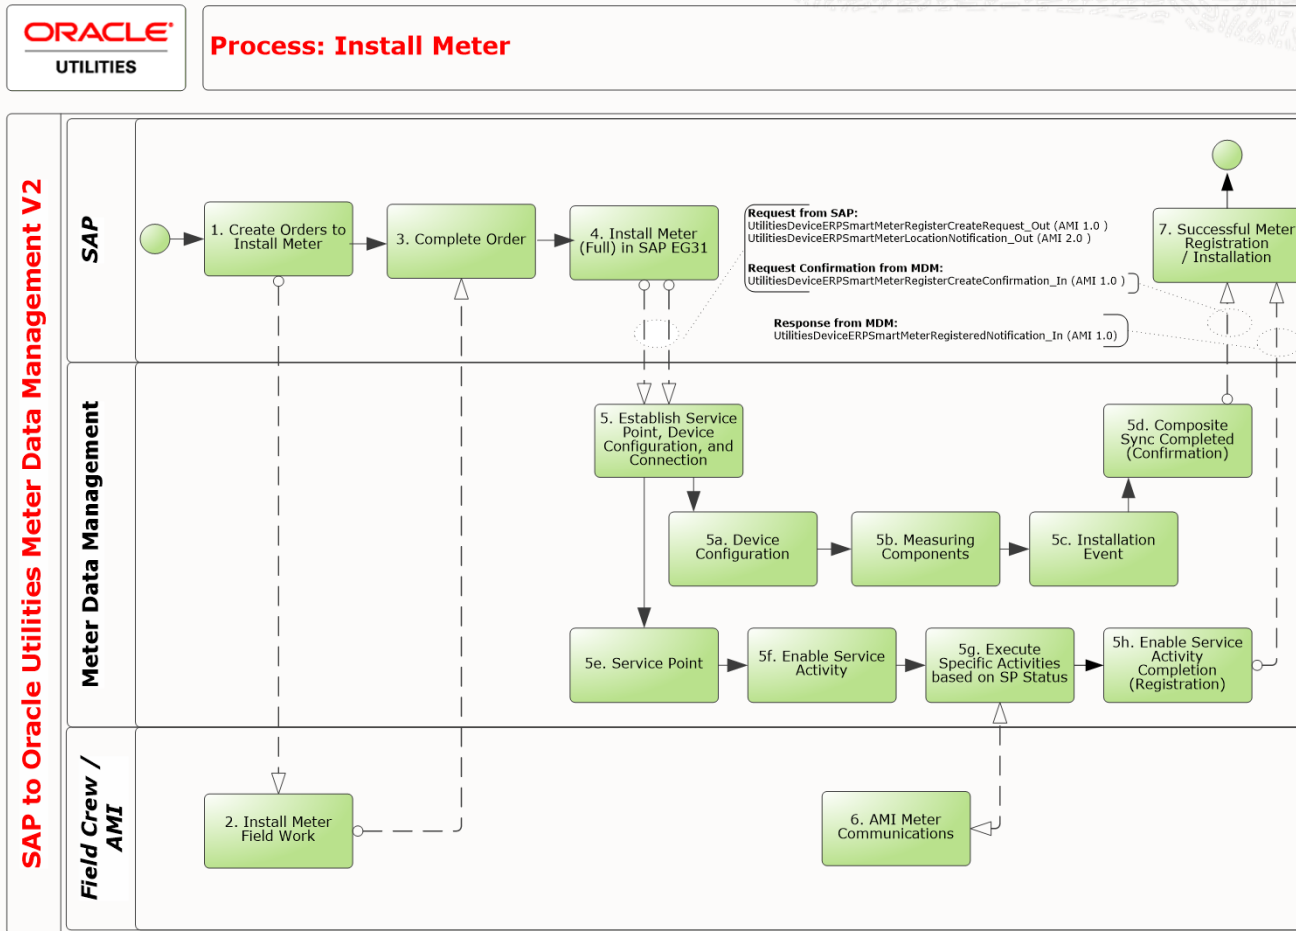 ORACLE®
UTILITIES
Process: Install Meter
SAP to Oracle Utilities Meter Data Management V2
SAP
1. Create Orders to
Install Meter
3. Complete Order
4. Install Meter
(Full) in SAP EG31
Request from SAP:
UtilitiesDeviceERPSmartMeterRegisterCreateRequest_Out (AMI 1.0 )
UtilitiesDeviceERPSmartMeterLocationNotification_Out (AMI 2.0 )
Request Confirmation from MDM:
UtilitiesDeviceERPSmartMeterRegisterCreateConfirmation_In (AMI 1.0 )
Response from MDM:
UtilitiesDeviceERPSmartMeterRegisteredNotification_In (AMI 1.0)
7. Successful Meter
Registration
/ Installation
Meter Data Management
5. Establish Service
Point, Device
Configuration, and
Connection
5d. Composite
Sync Completed
(Confirmation)
5a. Device
Configuration
5b. Measuring
Components
5c. Installation
Event
5e. Service Point
5f. Enable Service
Activity
5g. Execute
Specific Activities
based on SP Status
5h. Enable Service
Activity
Completion
(Registration)
Field Crew /
AMI
2. Install Meter
Field Work
6. AMI Meter
Communications